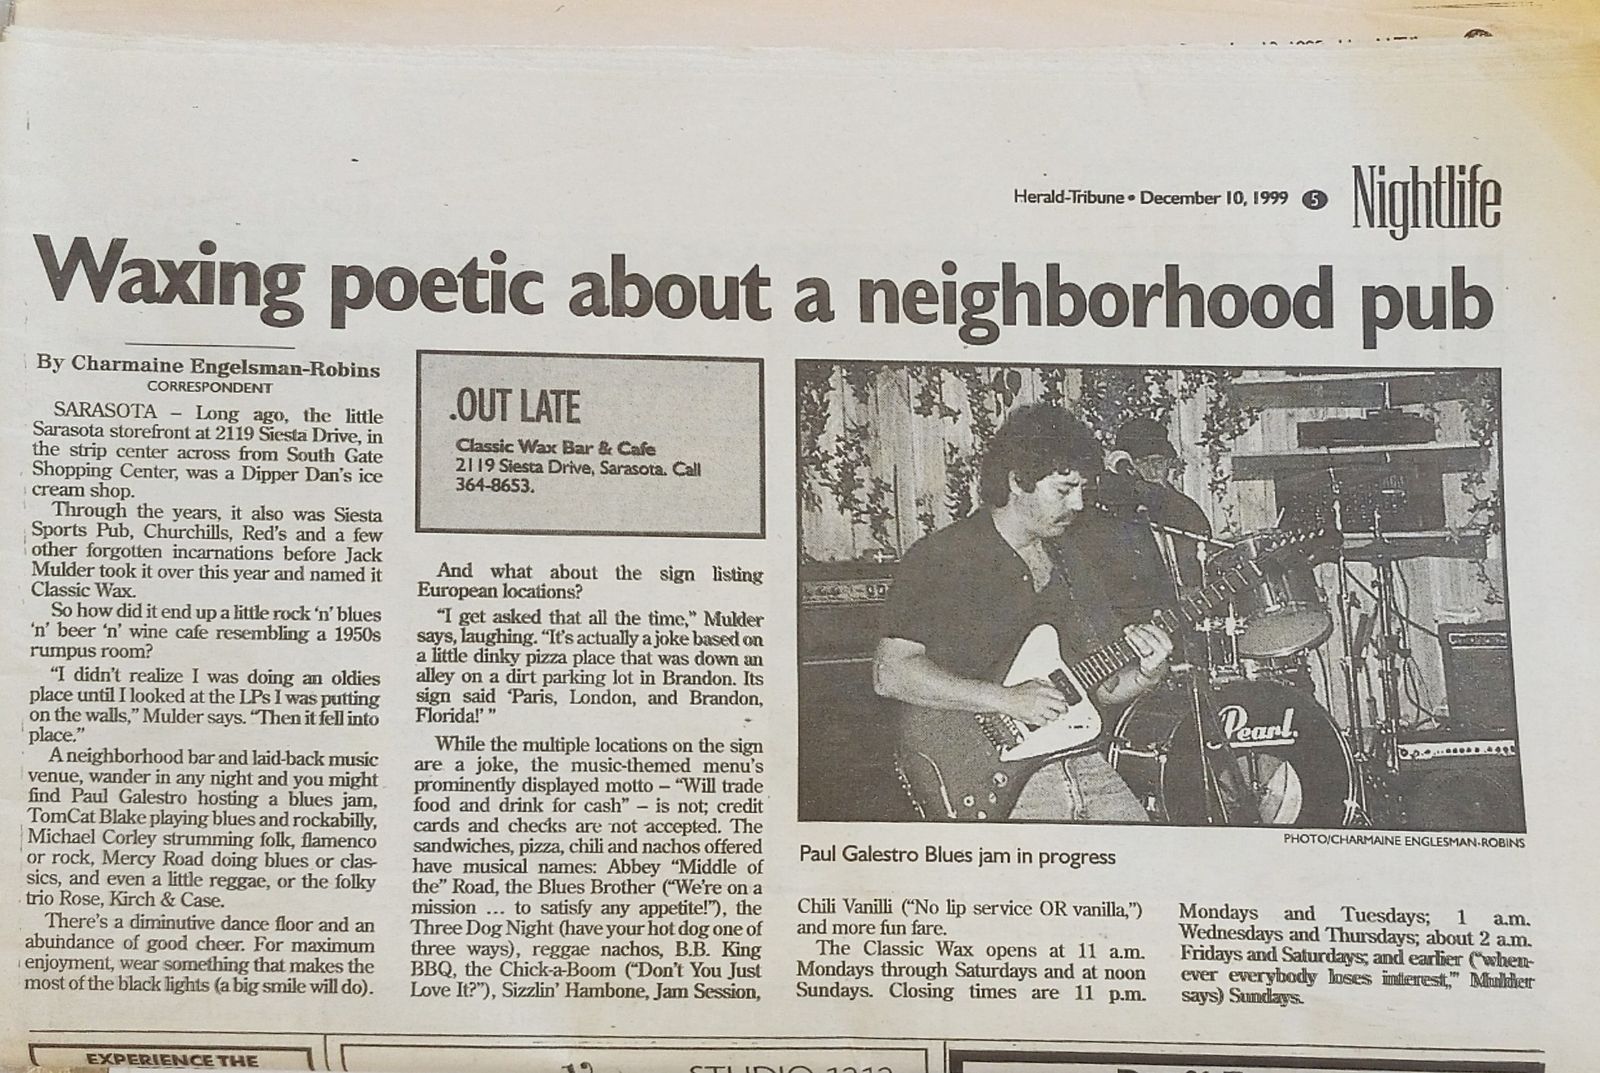 Herald-Tribune • December 10, 1999 5 Nightlife
Waxing poetic about a neighborhood pub
By Charmaine Engelsman-Robins
CORRESPONDENT
SARASOTA – Long ago, the little
Sarasota storefront at 2119 Siesta Drive, in
the strip center across from South Gate
Shopping Center, was a Dipper Dan's ice
cream shop.
Through the years, it also was Siesta
Sports Pub, Churchills, Red's and a few
other forgotten incarnations before Jack
Mulder took it over this year and named it
Classic Wax.
So how did it end up a little rock 'n' blues
'n' beer 'n' wine cafe resembling a 1950s
rumpus room?
"I didn't realize I was doing an oldies
place until I looked at the LPs I was putting
on the walls," Mulder says. "Then it fell into
place."
A neighborhood bar and laid-back music
venue, wander in any night and you might
find Paul Galestro hosting a blues jam,
TomCat Blake playing blues and rockabilly,
Michael Corley strumming folk, flamenco
or rock, Mercy Road doing blues or clas-
sics, and even a little reggae, or the folky
trio Rose, Kirch & Case.
There's a diminutive dance floor and an
abundance of good cheer. For maximum
enjoyment, wear something that makes the
most of the black lights (a big smile will do).
.OUT LATE
Classic Wax Bar & Cafe
2119 Siesta Drive, Sarasota. Call
364-8653.
And what about the sign listing
European locations?
"I get asked that all the time," Mulder
says, laughing. "It's actually a joke based on
a little dinky pizza place that was down an
alley on a dirt parking lot in Brandon. Its
sign said 'Paris, London, and Brandon,
Florida!' "
While the multiple locations on the sign
are a joke, the music-themed menu's
prominently displayed motto – "Will trade
food and drink for cash" – is not; credit
cards and checks are not accepted. The
sandwiches, pizza, chili and nachos offered
have musical names: Abbey "Middle of
the" Road, the Blues Brother ("We're on a
mission ... to satisfy any appetite!"), the
Three Dog Night (have your hot dog one of
three ways), reggae nachos, B.B. King
BBQ, the Chick-a-Boom ("Don't You Just
Love It?"), Sizzlin' Hambone, Jam Session,
Pearl
PHOTO/CHARMAINE ENGLESMAN-ROBINS
Paul Galestro Blues jam in progress
Chili Vanilli ("No lip service OR vanilla,")
and more fun fare.
The Classic Wax opens at 11 a.m.
Mondays through Saturdays and at noon
Sundays. Closing times are 11 p.m.
Mondays and Tuesdays; 1 a.m.
Wednesdays and Thursdays; about 2 a.m.
Fridays and Saturdays; and earlier ("when-
ever everybody loses interest," Mulder
says) Sundays.
EXPERIENCE THE
STUDIO 1212